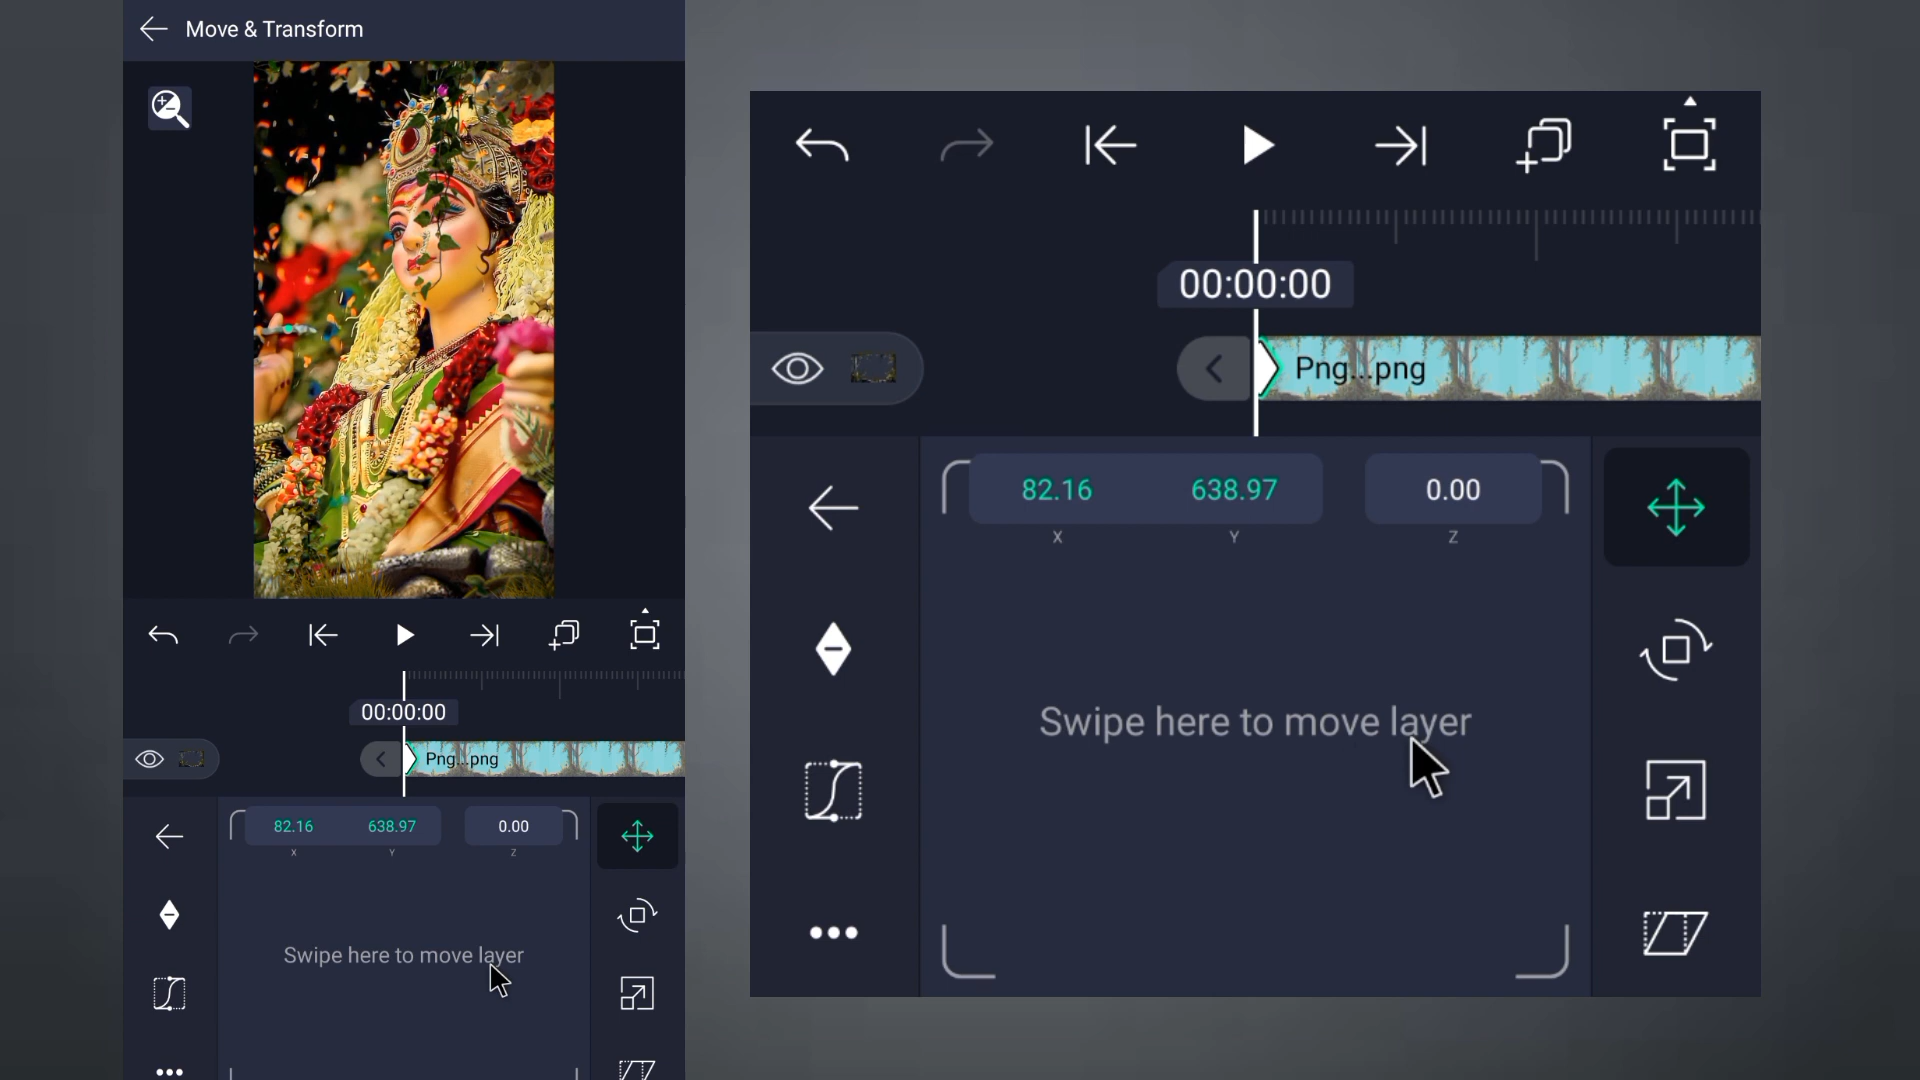 Move & Transform
00:00:00
Png...png
82.16 638.97 0.00
X Y Z
Swipe here to move layer
00:00:00
Png...png
82.16 638.97 0.00
X Y Z
Swipe here to move layer